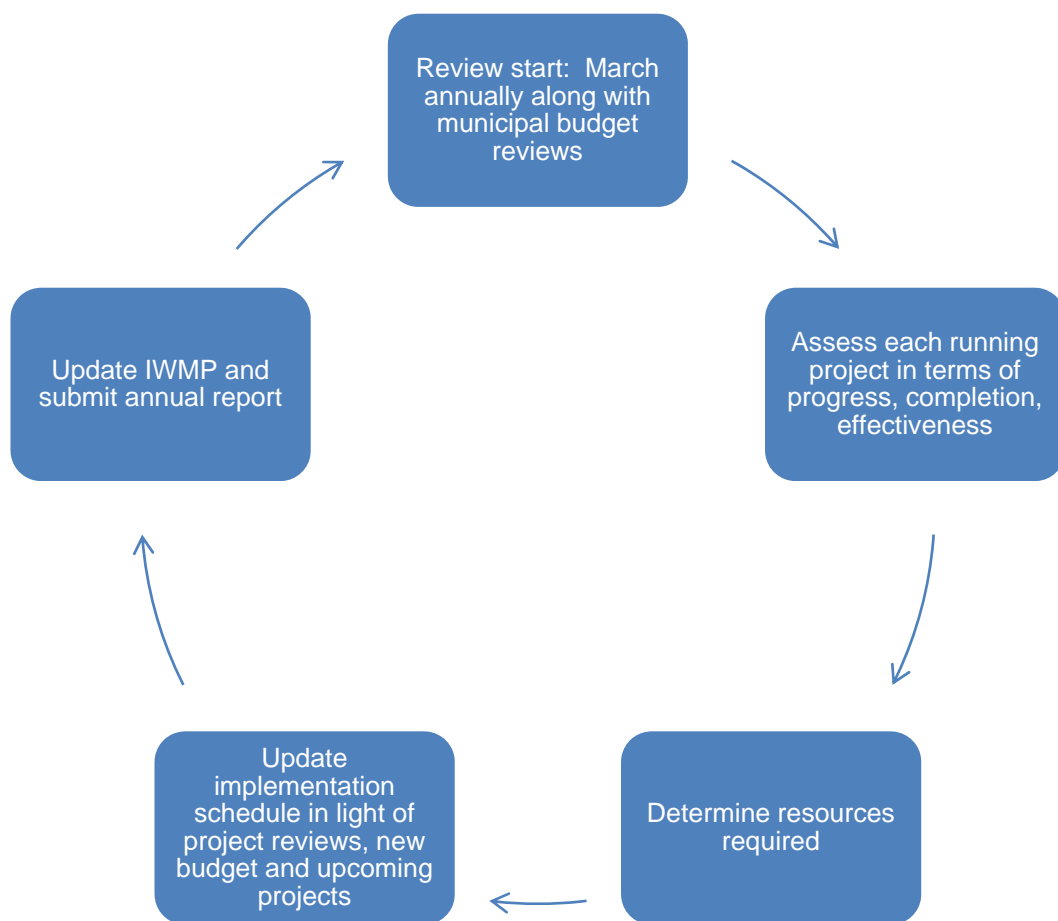 Review start:  March
annually along with
municipal budget
reviews
Assess each running
project in terms of
progress, completion,
effectiveness
Determine resources
required
Update
implementation
schedule in light of
project reviews, new
budget and upcoming
projects
Update IWMP and
submit annual report